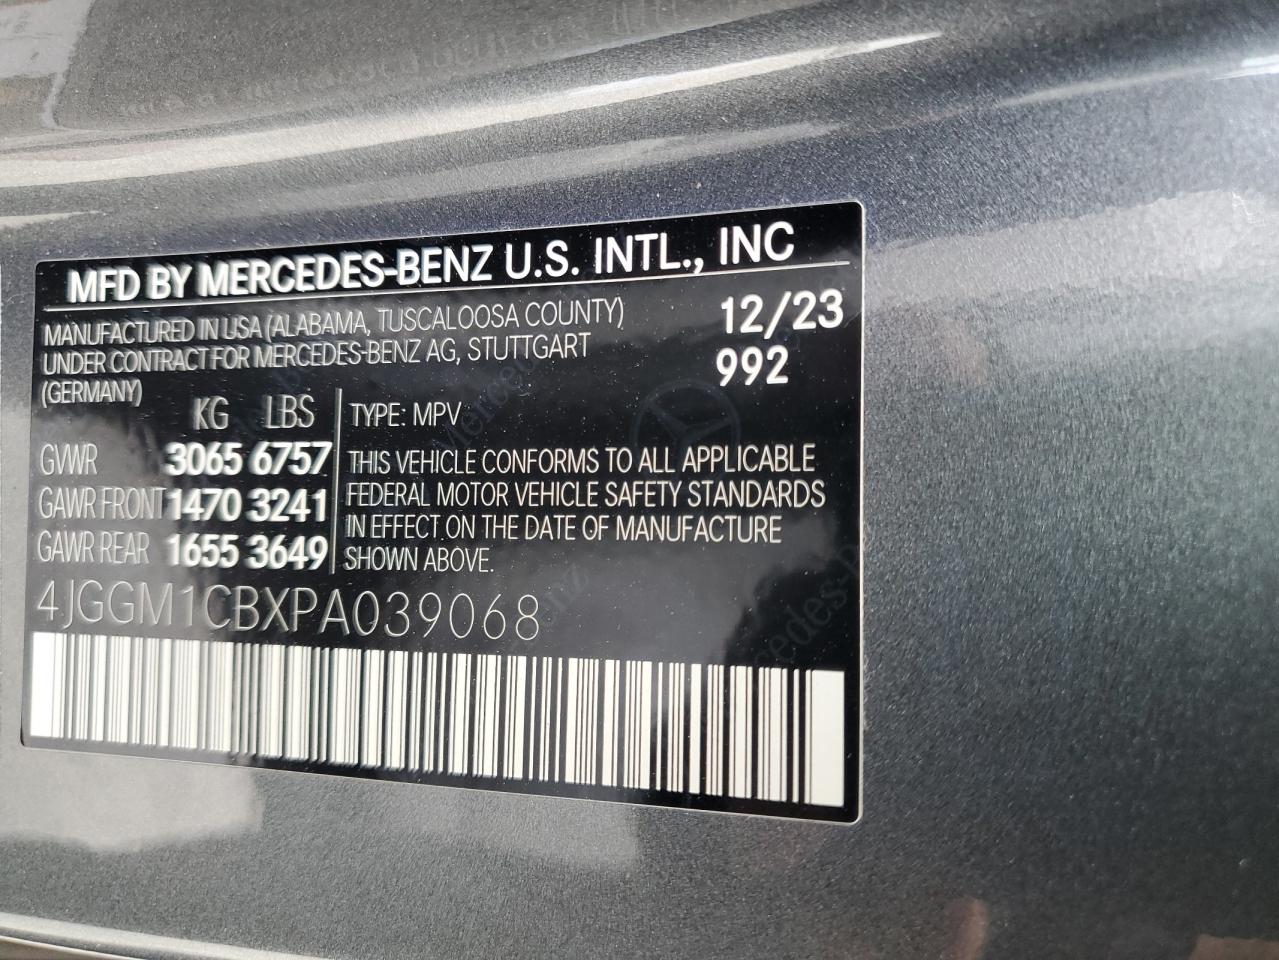 MFD BY MERCEDES-BENZ U.S. INTL., INC
MANUFACTURED IN USA (ALABAMA, TUSCALOOSA COUNTY)
UNDER CONTRACT FOR MERCEDES-BENZ AG, STUTTGART
(GERMANY)
12/23
992
KG LBS
GVWR 3065 6757
GAWR FRONT 1470 3241
GAWR REAR 1655 3649
TYPE: MPV
THIS VEHICLE CONFORMS TO ALL APPLICABLE
FEDERAL MOTOR VEHICLE SAFETY STANDARDS
IN EFFECT ON THE DATE OF MANUFACTURE
SHOWN ABOVE.
4JGGM1CBXPA039068